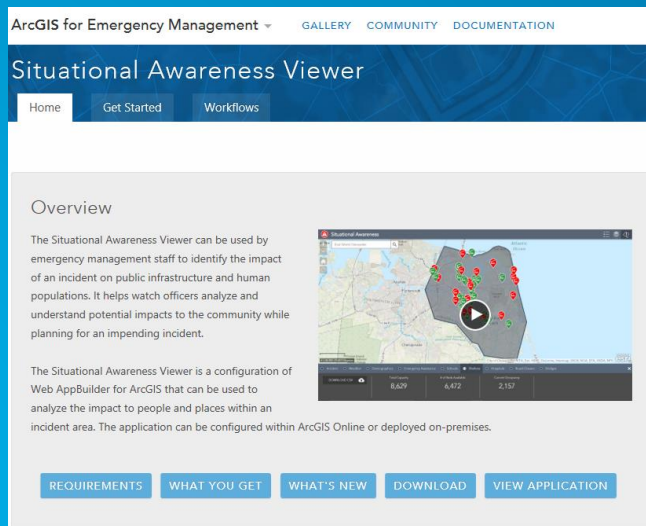 ArcGIS for Emergency Management GALLERY COMMUNITY DOCUMENTATION
Situational Awareness Viewer
Home Get Started Workflows
Overview
The Situational Awareness Viewer can be used by
emergency management staff to identify the impact
of an incident on public infrastructure and human
populations. It helps watch officers analyze and
understand potential impacts to the community while
planning for an impending incident.
The Situational Awareness Viewer is a configuration of
Web AppBuilder for ArcGIS that can be used to
analyze the impact to people and places within an
incident area. The application can be configured within ArcGIS Online or deployed on-premises.
Situational Awareness
8,629 6,472 2,157
REQUIREMENTS WHAT YOU GET WHAT'S NEW DOWNLOAD VIEW APPLICATION